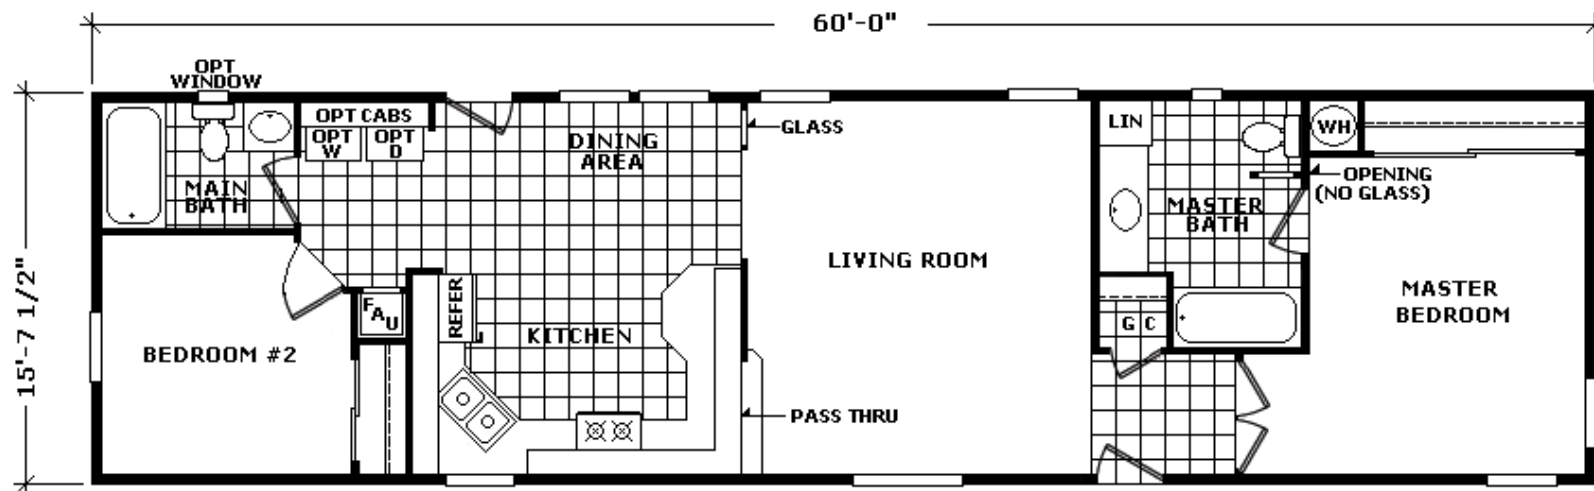 60'-0"
OPT
WINDOW
OPT CABS
OPT
W
OPT
D
DINING
AREA
GLASS
LIN
WH
OPENING
(NO GLASS)
MAIN
BATH
MASTER
BATH
LIVING ROOM
15'-7 1/2"
MASTER
BEDROOM
FAU
REFER
KITCHEN
G C
BEDROOM #2
PASS THRU